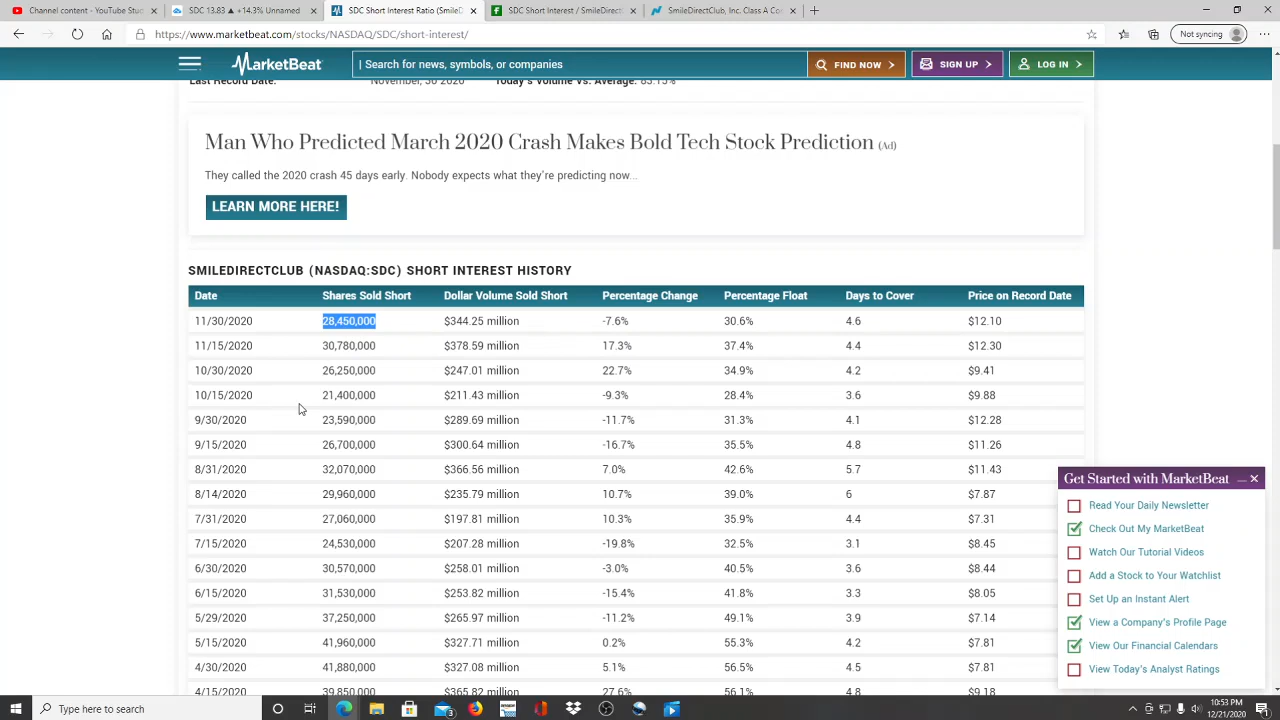 Channel content - YouTube
SDC 13.83 ▲ +14.3% Unnamed
SDC | Short Interest Ratio (SmileD
SDC Short Interest / SmileDirect
SmileDirectClub, Inc. Class A Co
https://www.marketbeat.com/stocks/NASDAQ/SDC/short-interest/
Not syncing
MarketBeat
Search for news, symbols, or companies
FIND NOW
SIGN UP
LOG IN
Last Record Date: November, 30 2020 Today's Volume Vs. Average: 83.15%
Man Who Predicted March 2020 Crash Makes Bold Tech Stock Prediction (Ad)
They called the 2020 crash 45 days early. Nobody expects what they're predicting now...
LEARN MORE HERE!
SMILEDIRECTCLUB (NASDAQ:SDC) SHORT INTEREST HISTORY
Date Shares Sold Short Dollar Volume Sold Short Percentage Change Percentage Float Days to Cover Price on Record Date
11/30/2020 28,450,000 $344.25 million -7.6% 30.6% 4.6 $12.10
11/15/2020 30,780,000 $378.59 million 17.3% 37.4% 4.4 $12.30
10/30/2020 26,250,000 $247.01 million 22.7% 34.9% 4.2 $9.41
10/15/2020 21,400,000 $211.43 million -9.3% 28.4% 3.6 $9.88
9/30/2020 23,590,000 $289.69 million -11.7% 31.3% 4.1 $12.28
9/15/2020 26,700,000 $300.64 million -16.7% 35.5% 4.8 $11.26
8/31/2020 32,070,000 $366.56 million 7.0% 42.6% 5.7 $11.43
8/14/2020 29,960,000 $235.79 million 10.7% 39.0% 6 $7.87
7/31/2020 27,060,000 $197.81 million 10.3% 35.9% 4.4 $7.31
7/15/2020 24,530,000 $207.28 million -19.8% 32.5% 3.1 $8.45
6/30/2020 30,570,000 $258.01 million -3.0% 40.5% 3.6 $8.44
6/15/2020 31,530,000 $253.82 million -15.4% 41.8% 3.3 $8.05
5/29/2020 37,250,000 $265.97 million -11.2% 49.1% 3.9 $7.14
5/15/2020 41,960,000 $327.71 million 0.2% 55.3% 4.2 $7.81
4/30/2020 41,880,000 $327.08 million 5.1% 56.5% 4.5 $7.81
4/15/2020 39,850,000 $365.82 million 27.6% 56.1% 4.8 $9.18
Get Started with MarketBeat
Read Your Daily Newsletter
Check Out My MarketBeat
Watch Our Tutorial Videos
Add a Stock to Your Watchlist
Set Up an Instant Alert
View a Company's Profile Page
View Our Financial Calendars
View Today's Analyst Ratings
Type here to search
10:53 PM
12/21/2020